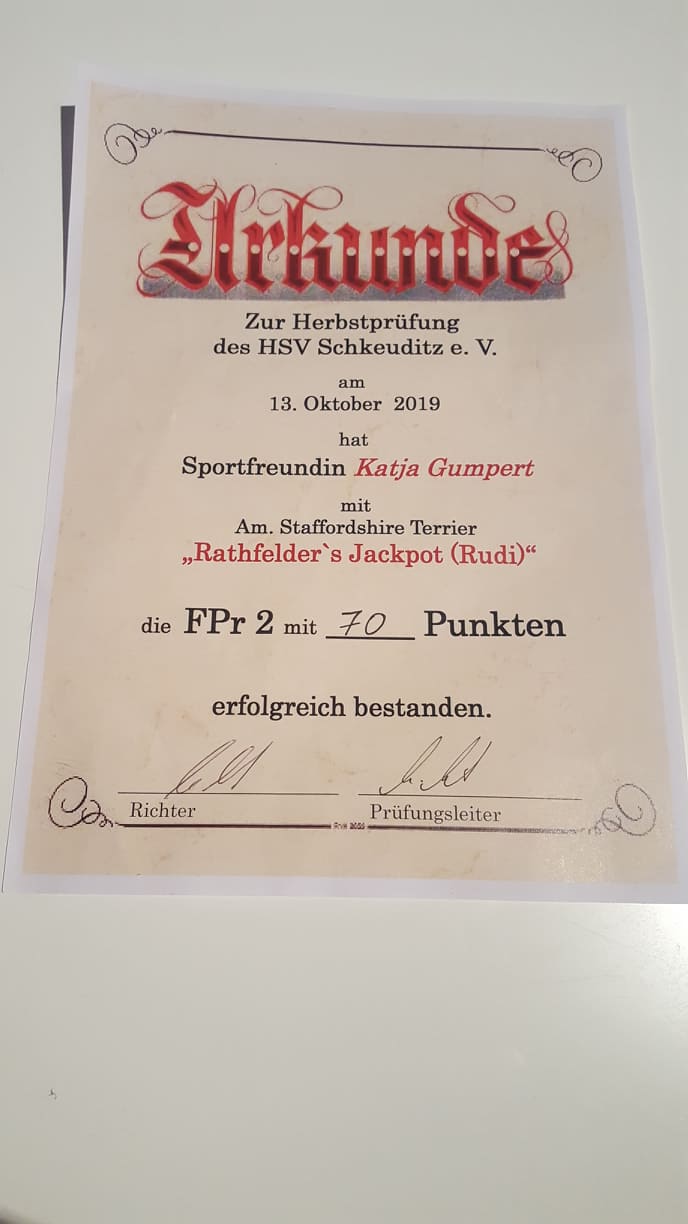 Urkunde
Zur Herbstprüfung
des HSV Schkeuditz e. V.
am
13. Oktober 2019
hat
Sportfreundin Katja Gumpert
mit
Am. Staffordshire Terrier
„Rathfelder`s Jackpot (Rudi)“
die FPr 2 mit 70 Punkten
erfolgreich bestanden.
Richter Prüfungsleiter